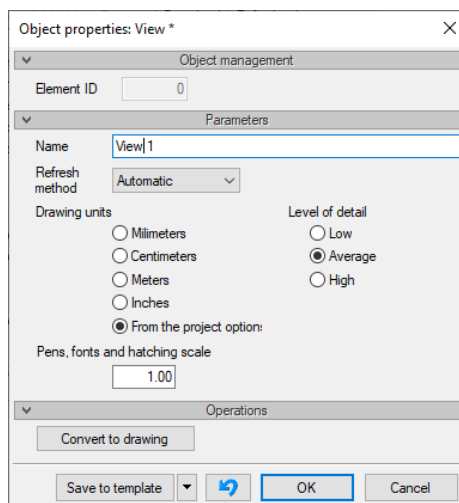 Object properties: View *
Object management
Element ID 0
Parameters
Name View 1
Refresh
method Automatic
Drawing units Level of detail
Milimeters Low
Centimeters Average
Meters High
Inches
From the project option
Pens, fonts and hatching scale
1.00
Operations
Convert to drawing
Save to template OK Cancel